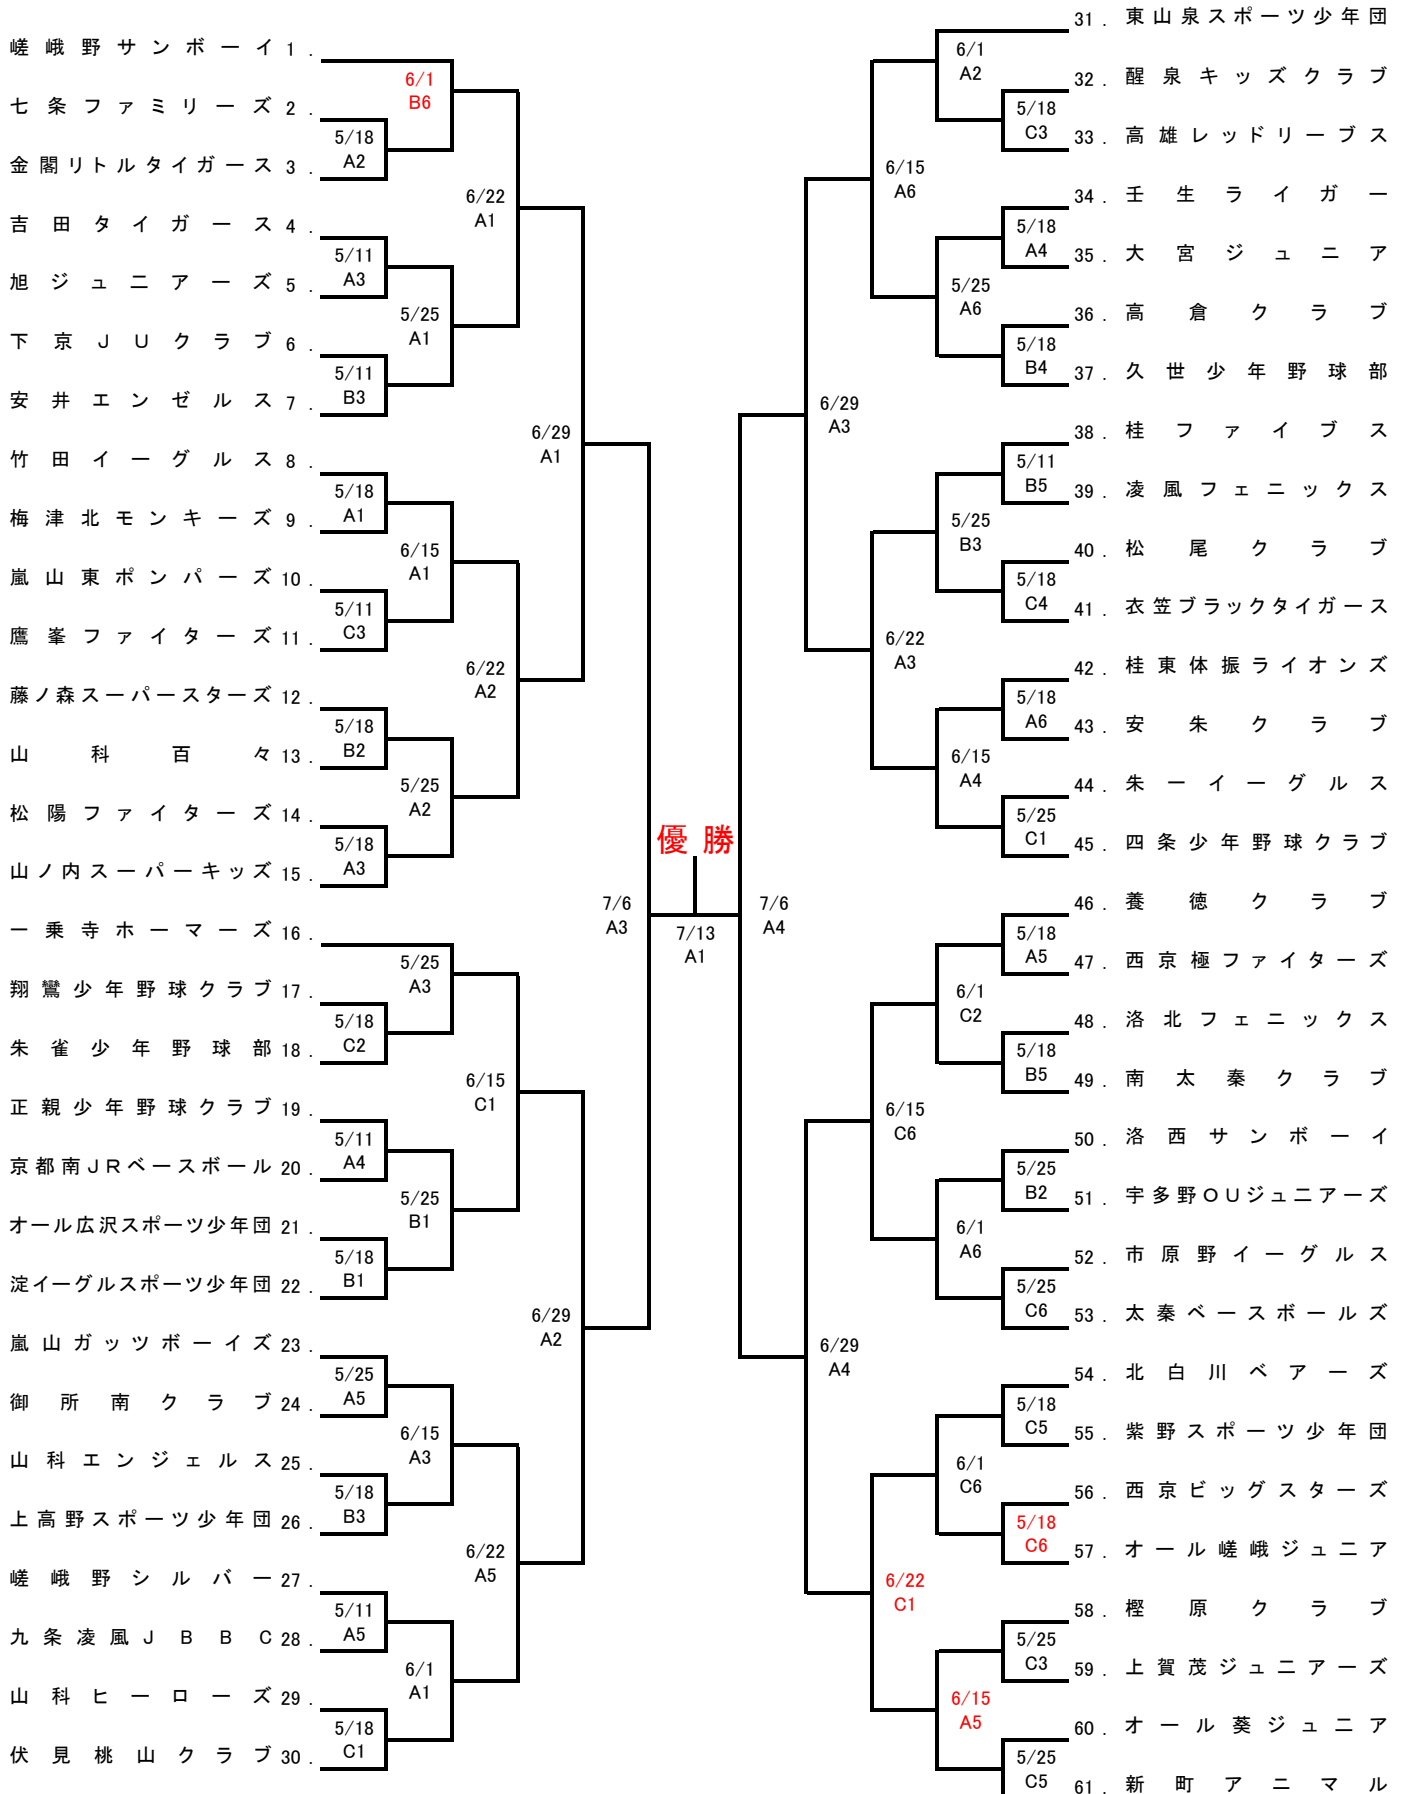 嵯峨野サンボーイ 1 .
七条ファミリーズ 2 .
金閣リトルタイガース 3 .
吉田タイガース 4 .
旭ジュニアーズ 5 .
下京JUクラブ 6 .
安井エンゼルス 7 .
竹田イーグルス 8 .
梅津北モンキーズ 9 .
嵐山東ポンパーズ 10 .
鷹峯ファイターズ 11 .
藤ノ森スーパースターズ 12 .
山科百々 13 .
松陽ファイターズ 14 .
山ノ内スーパーキッズ 15 .
一乗寺ホーマーズ 16 .
翔鸞少年野球クラブ 17 .
朱雀少年野球部 18 .
正親少年野球クラブ 19 .
京都南JRベースボール 20 .
オール広沢スポーツ少年団 21 .
淀イーグルスポーツ少年団 22 .
嵐山ガッツボーイズ 23 .
御所南クラブ 24 .
山科エンジェルス 25 .
上高野スポーツ少年団 26 .
嵯峨野シルバー 27 .
九条凌風JBBC 28 .
山科ヒーローズ 29 .
伏見桃山クラブ 30 .
5/18
A2
5/11
A3
5/11
B3
5/18
A1
5/11
C3
5/18
B2
5/18
A3
5/18
C2
5/11
A4
5/18
B1
5/25
A5
5/18
B3
5/11
A5
5/18
C1
6/1
B6
5/25
A1
6/15
A1
5/25
A2
5/25
A3
5/25
B1
6/15
A3
6/1
A1
6/22
A1
6/22
A2
6/15
C1
6/22
A5
6/29
A1
6/29
A2
7/6
A3
優勝
7/13
A1
7/6
A4
6/29
A3
6/29
A4
6/15
A6
6/22
A3
6/15
C6
6/22
C1
6/1
A2
5/25
A6
5/25
B3
6/15
A4
6/1
C2
6/1
A6
6/1
C6
6/15
A5
5/18
C3
5/18
A4
5/18
B4
5/11
B5
5/18
C4
5/18
A6
5/25
C1
5/18
A5
5/18
B5
5/25
B2
5/25
C6
5/18
C5
5/18
C6
5/25
C3
5/25
C5
31 . 東山泉スポーツ少年団
32 . 醒泉キッズクラブ
33 . 高雄レッドリーブス
34 . 壬生ライガー
35 . 大宮ジュニア
36 . 高倉クラブ
37 . 久世少年野球部
38 . 桂ファイブス
39 . 凌風フェニックス
40 . 松尾クラブ
41 . 衣笠ブラックタイガース
42 . 桂東体振ライオンズ
43 . 安朱クラブ
44 . 朱一イーグルス
45 . 四条少年野球クラブ
46 . 養徳クラブ
47 . 西京極ファイターズ
48 . 洛北フェニックス
49 . 南太秦クラブ
50 . 洛西サンボーイ
51 . 宇多野OUジュニアーズ
52 . 市原野イーグルス
53 . 太秦ベースボールズ
54 . 北白川ベアーズ
55 . 紫野スポーツ少年団
56 . 西京ビッグスターズ
57 . オール嵯峨ジュニア
58 . 樫原クラブ
59 . 上賀茂ジュニアーズ
60 . オール葵ジュニア
61 . 新町アニマル